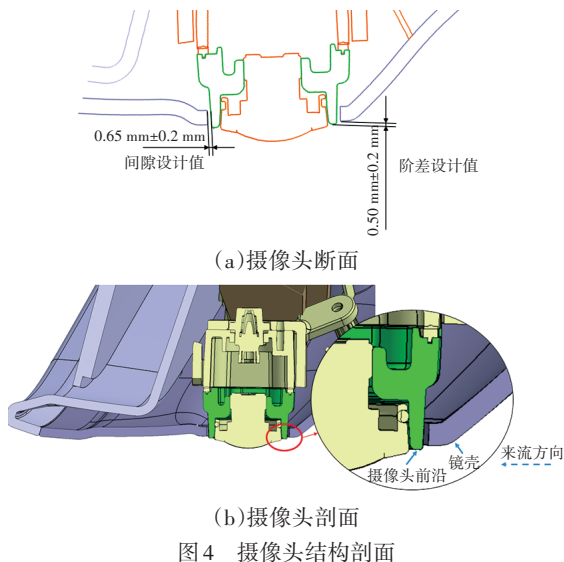 0.65 mm±0.2 mm
间隙设计值
0.50 mm±0.2 mm
阶差设计值
(a)摄像头断面
摄像头前沿
镜壳
来流方向
(b)摄像头剖面
图4 摄像头结构剖面